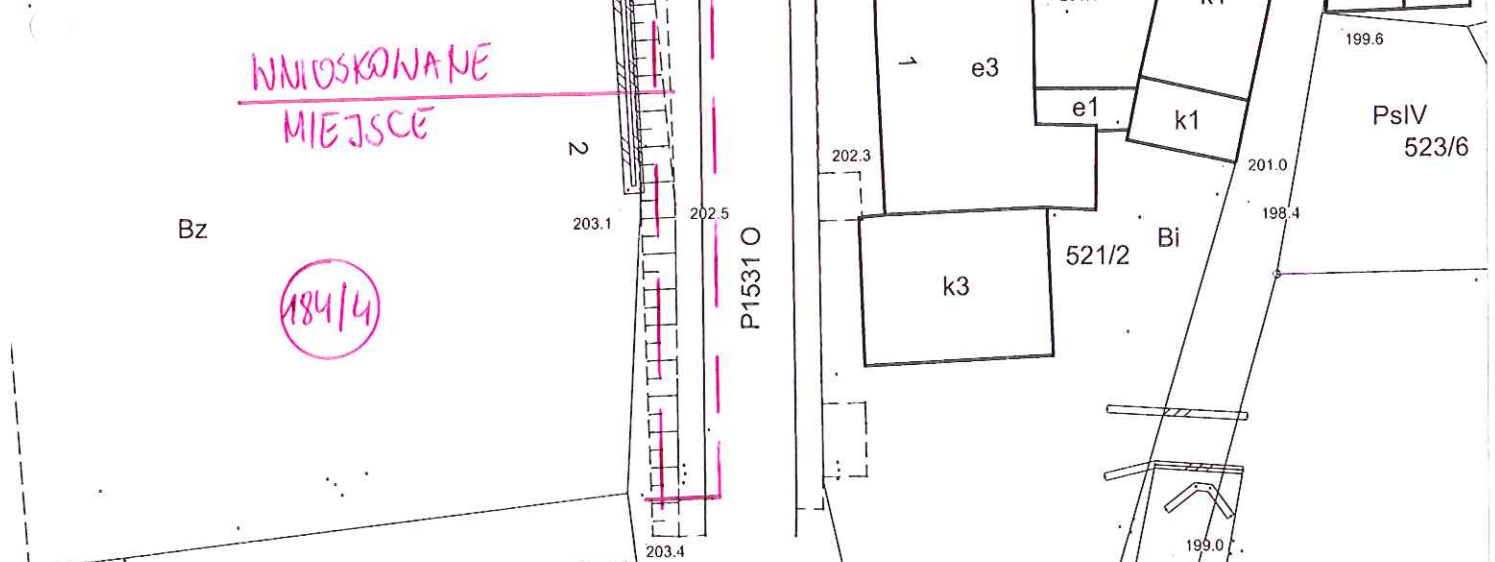 WNIOSKOWANE
MIEJSCE
2
Bz
184/4
203.1
202.5
P1531 O
203.4
1
e3
e1
k1
k1
202.3
k3
521/2
Bi
201.0
198.4
199.6
PsIV
523/6
199.0